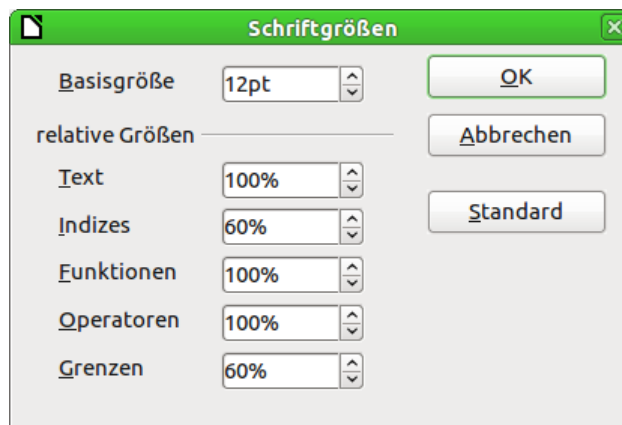 Schriftgrößen
Basisgröße 12pt OK
relative Größen Abbrechen
Text 100%
Indizes 60% Standard
Funktionen 100%
Operatoren 100%
Grenzen 60%